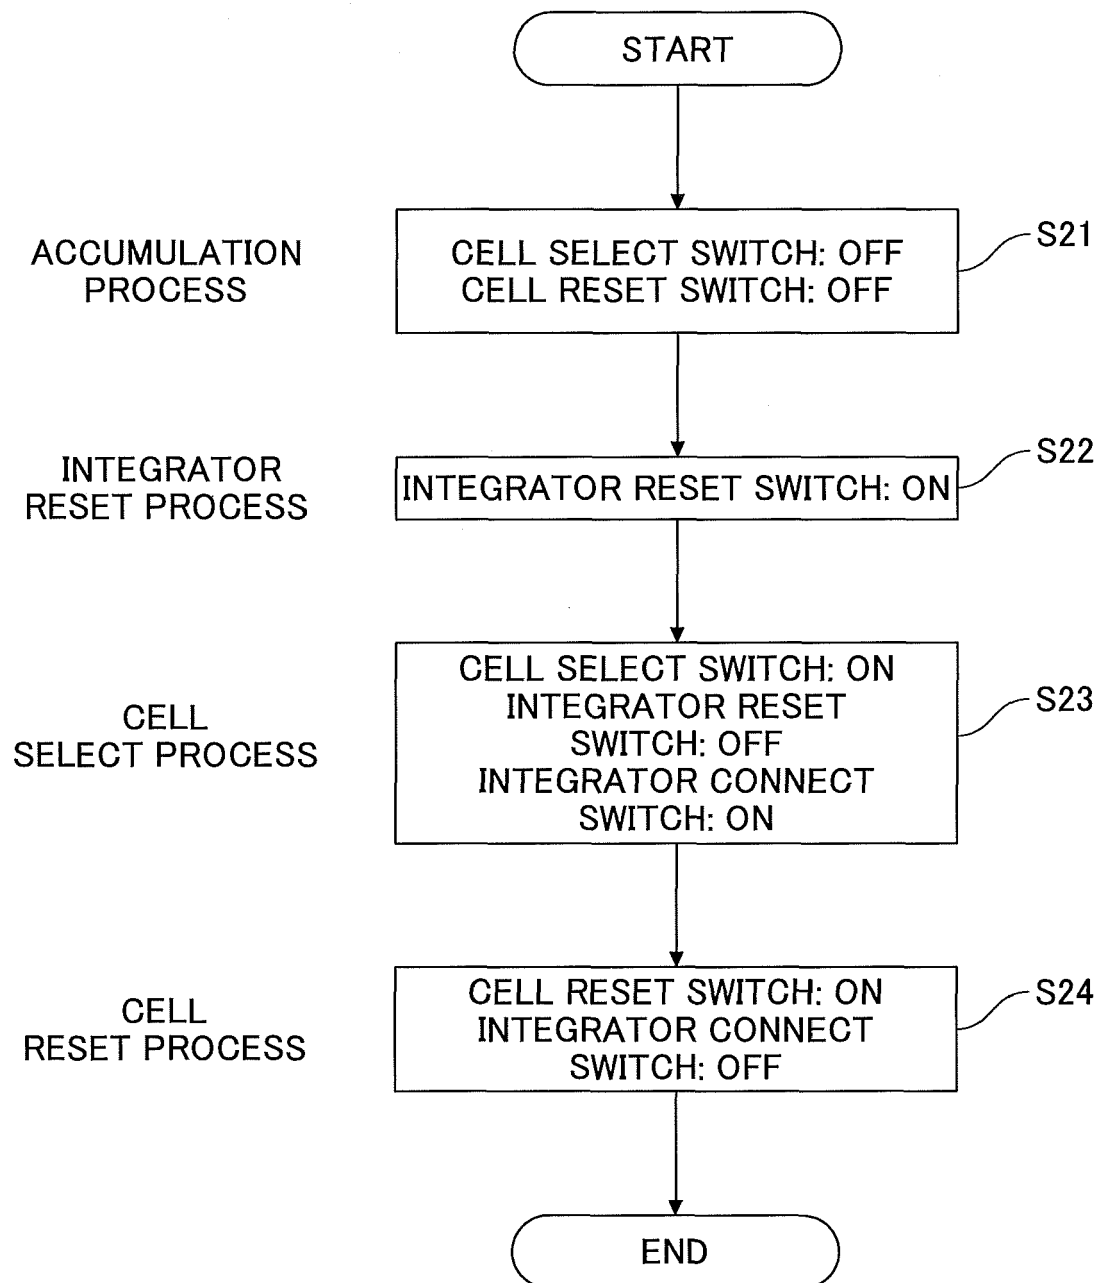 START
ACCUMULATION
PROCESS
CELL SELECT SWITCH: OFF
CELL RESET SWITCH: OFF
S21
INTEGRATOR
RESET PROCESS
INTEGRATOR RESET SWITCH: ON
S22
CELL
SELECT PROCESS
CELL SELECT SWITCH: ON
INTEGRATOR RESET
SWITCH: OFF
INTEGRATOR CONNECT
SWITCH: ON
S23
CELL
RESET PROCESS
CELL RESET SWITCH: ON
INTEGRATOR CONNECT
SWITCH: OFF
S24
END